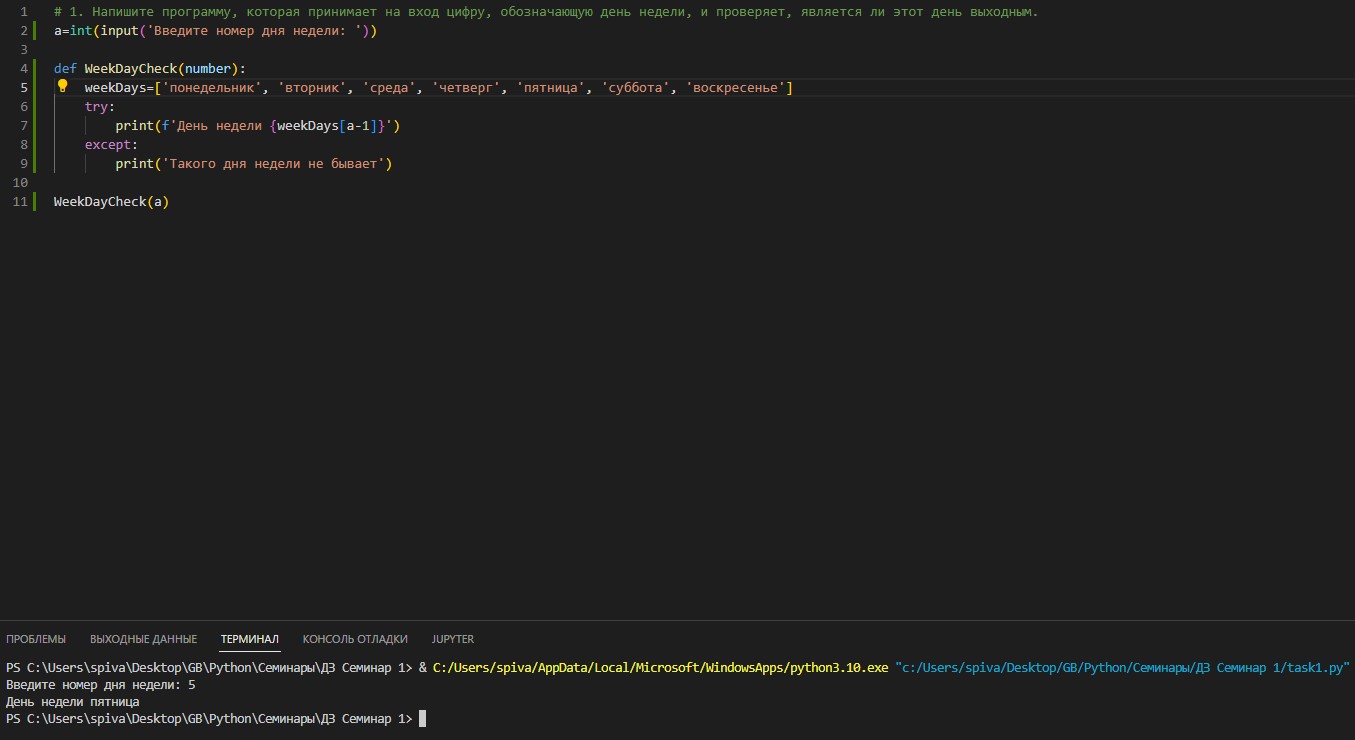 1 # 1. Напишите программу, которая принимает на вход цифру, обозначающую день недели, и проверяет, является ли этот день выходным.
2 a=int(input('Введите номер дня недели: '))
3
4 def WeekDayCheck(number):
5     weekDays=['понедельник', 'вторник', 'среда', 'четверг', 'пятница', 'суббота', 'воскресенье']
6     try:
7         print(f'День недели {weekDays[a-1]}')
8     except:
9         print('Такого дня недели не бывает')
10
11 WeekDayCheck(a)
ПРОБЛЕМЫ ВЫХОДНЫЕ ДАННЫЕ ТЕРМИНАЛ КОНСОЛЬ ОТЛАДКИ JUPYTER
PS C:\Users\spiva\Desktop\GB\Python\Семинары\ДЗ Семинар 1> & C:/Users/spiva/AppData/Local/Microsoft/WindowsApps/python3.10.exe "c:/Users/spiva/Desktop/GB/Python/Семинары/ДЗ Семинар 1/task1.py"
Введите номер дня недели: 5
День недели пятница
PS C:\Users\spiva\Desktop\GB\Python\Семинары\ДЗ Семинар 1>